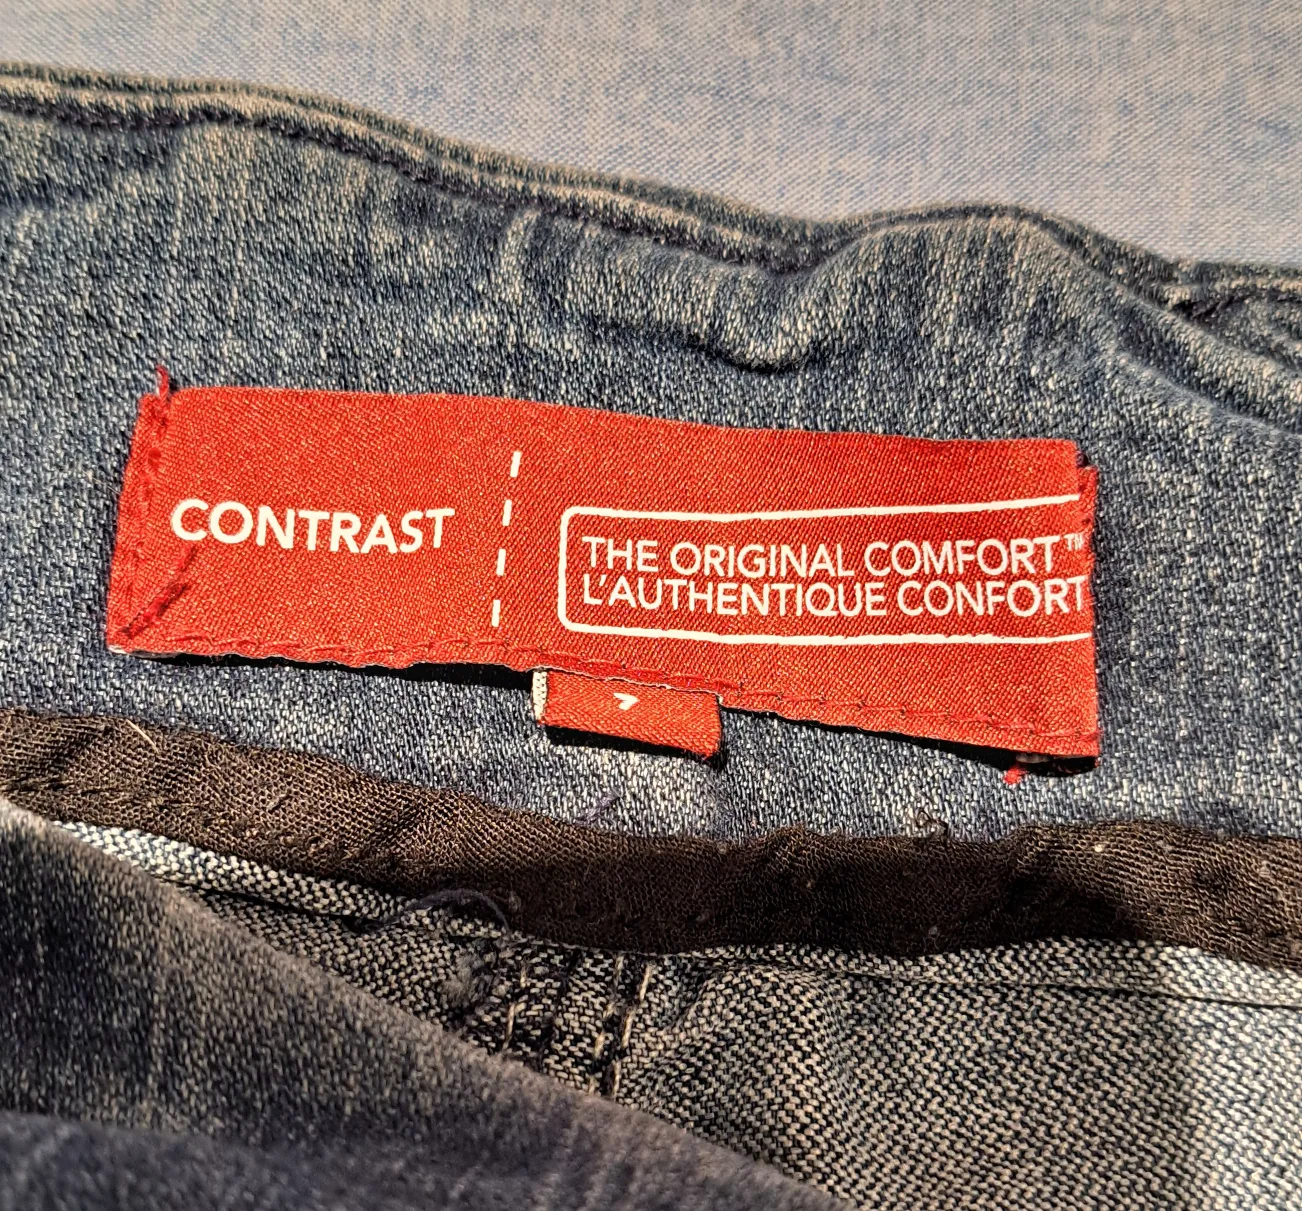 CONTRAST
THE ORIGINAL COMFORT™
L'AUTHENTIQUE CONFORT